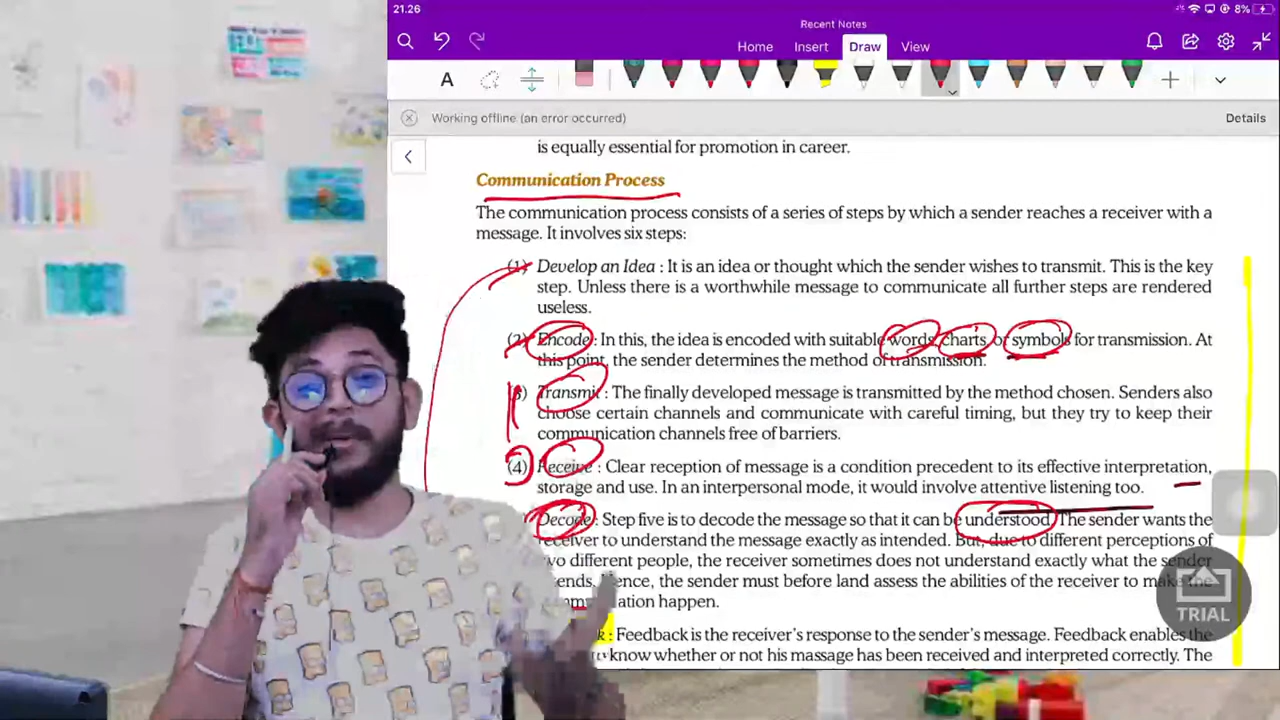 21.26
8%
Recent Notes
Home Insert Draw View
A
Working offline (an error occurred)
Details
is equally essential for promotion in career.
Communication Process
The communication process consists of a series of steps by which a sender reaches a receiver with a
message. It involves six steps:
(1) Develop an Idea : It is an idea or thought which the sender wishes to transmit. This is the key
step. Unless there is a worthwhile message to communicate all further steps are rendered
useless.
(2) Encode : In this, the idea is encoded with suitable words, charts or symbols for transmission. At
this point, the sender determines the method of transmission.
(3) Transmit : The finally developed message is transmitted by the method chosen. Senders also
choose certain channels and communicate with careful timing, but they try to keep their
communication channels free of barriers.
(4) Receive : Clear reception of message is a condition precedent to its effective interpretation,
storage and use. In an interpersonal mode, it would involve attentive listening too.
Decode : Step five is to decode the message so that it can be understood. The sender wants the
receiver to understand the message exactly as intended. But, due to different perceptions of
two different people, the receiver sometimes does not understand exactly what the sender
Hence, the sender must before land assess the abilities of the receiver to make the
happen.
: Feedback is the receiver's response to the sender's message. Feedback enables the
know whether or not his massage has been received and interpreted correctly. The
TRIAL